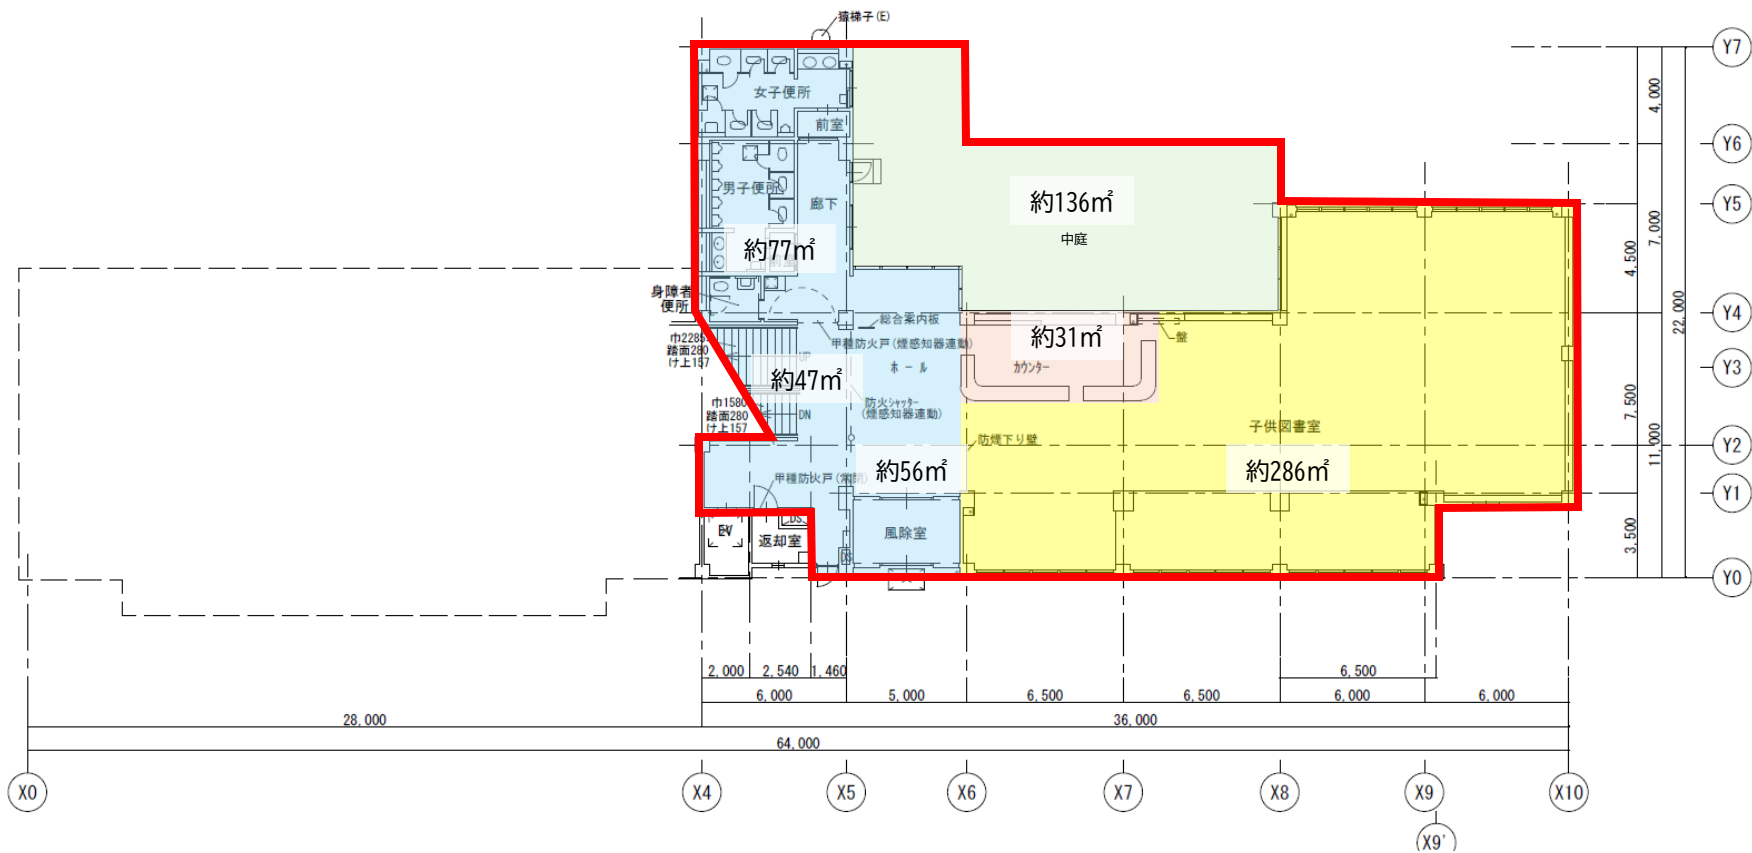 猿梯子(E)
Y7
女子便所
4,000
前室
Y6
男子便所
約136㎡
廊下
Y5
中庭
7,000
約77㎡
4,500
身障者
便所
22,000
総合案内板
Y4
巾2285
踏面280
け上157
UP
甲種防火戸(煙感知器連動)
約31㎡
盤
ホール
カウンター
Y3
約47㎡
7,500
巾1580
踏面280
け上157
DN
防火シャッター
(煙感知器連動)
子供図書室
防煙下り壁
Y2
11,000
約56㎡
約286㎡
甲種防火戸(常閉)
Y1
EV
DS
返却室
風除室
3,500
DS
Y0
2,000
2,540
1,460
6,500
6,000
5,000
6,500
6,500
6,000
6,000
28,000
36,000
64,000
X0
X4
X5
X6
X7
X8
X9
X10
X9'